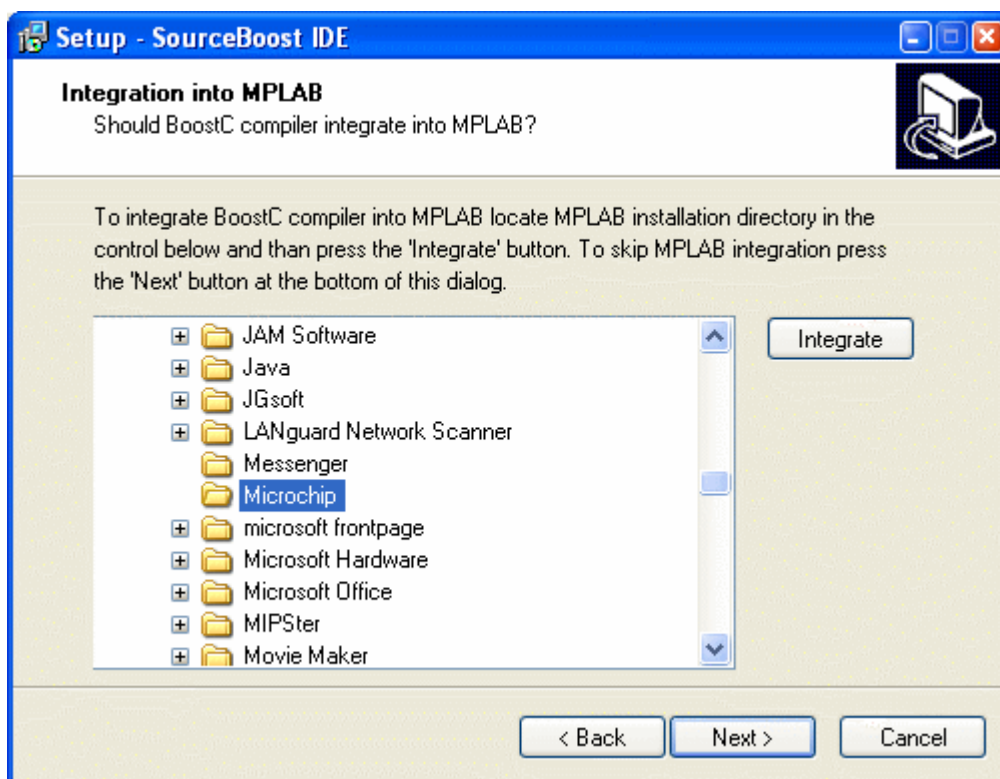 Setup - SourceBoost IDE
Integration into MPLAB
Should BoostC compiler integrate into MPLAB?
To integrate BoostC compiler into MPLAB locate MPLAB installation directory in the
control below and than press the 'Integrate' button. To skip MPLAB integration press
the 'Next' button at the bottom of this dialog.
JAM Software
Integrate
Java
JGsoft
LANguard Network Scanner
Messenger
Microchip
microsoft frontpage
Microsoft Hardware
Microsoft Office
MIPSter
Movie Maker
< Back
Next >
Cancel